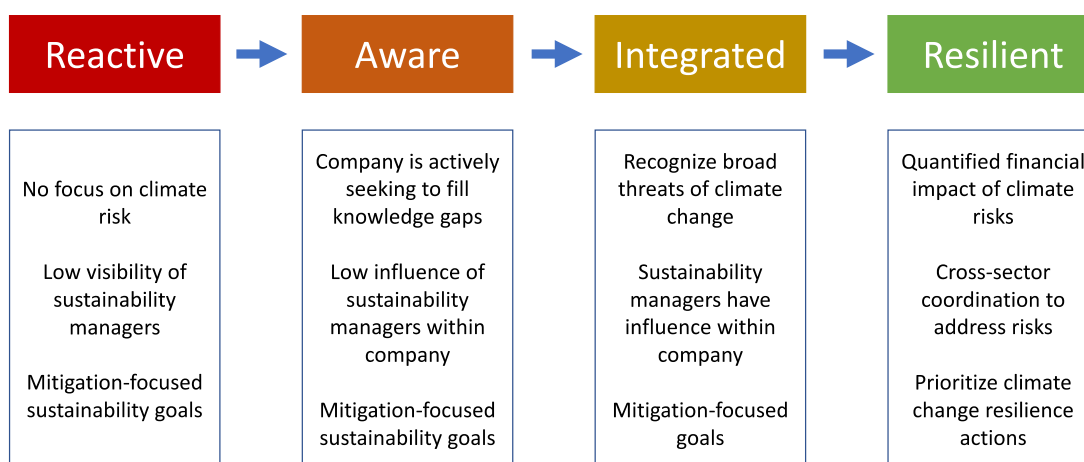 Reactive
Aware
Integrated
Resilient
No focus on climate
risk
Low visibility of
sustainability
managers
Mitigation-focused
sustainability goals
Company is actively
seeking to fill
knowledge gaps
Low influence of
sustainability
managers within
company
Mitigation-focused
sustainability goals
Recognize broad
threats of climate
change
Sustainability
managers have
influence within
company
Mitigation-focused
goals
Quantified financial
impact of climate
risks
Cross-sector
coordination to
address risks
Prioritize climate
change resilience
actions